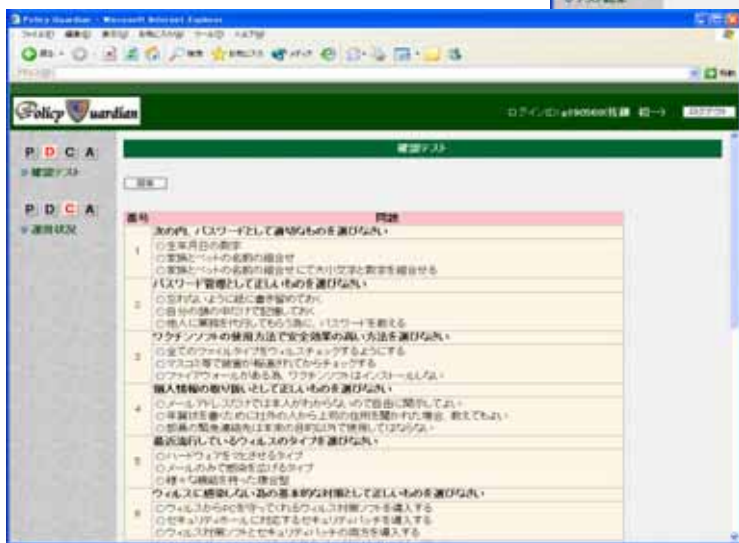 Policy Guardian - Microsoft Internet Explorer
Policy Guardian
P D C A
確認テスト
P D C A
運用状況
確認テスト
番号 問題
次の内、パスワードとして適切なものを選びなさい
1
○生年月日の数字
○家族とペットの名前の組合せ
○家族とペットの名前の組合せにて大小文字と数字を組合せる
パスワード管理として正しいものを選びなさい
2
○忘れないように紙に書き留めておく
○自分の頭の中だけで記憶しておく
○他人に業務を代行してもらう為に、パスワードを教える
ワクチンソフトの使用方法で安全効果の高い方法を選びなさい
3
○全てのファイルタイプをウィルスチェックするようにする
○マスコミ等で被害が報道されてからチェックする
○ファイアウォールがある為、ワクチンソフトはインストールしない
個人情報の取り扱いとして正しいものを選びなさい
4
○メールアドレスだけでは本人がわからないので自由に開示してよい
○年賀状を書くために社外の人から上司の住所を聞かれた場合、教えてもよい
○部員の緊急連絡先は本来の目的以外で使用してはならない
最近流行しているウィルスのタイプを選びなさい
5
○メールのみで感染を広げるタイプ
○様々な機能を持った複合型
ウィルスに感染しない為の基本的な対策として正しいものを選びなさい
6
○ウィルスからPCを守ってくれるウィルス対策ソフトを導入する
○セキュリティホールに対応するセキュリティパッチを導入する
○ウィルス対策ソフトとセキュリティパッチの両方を導入する